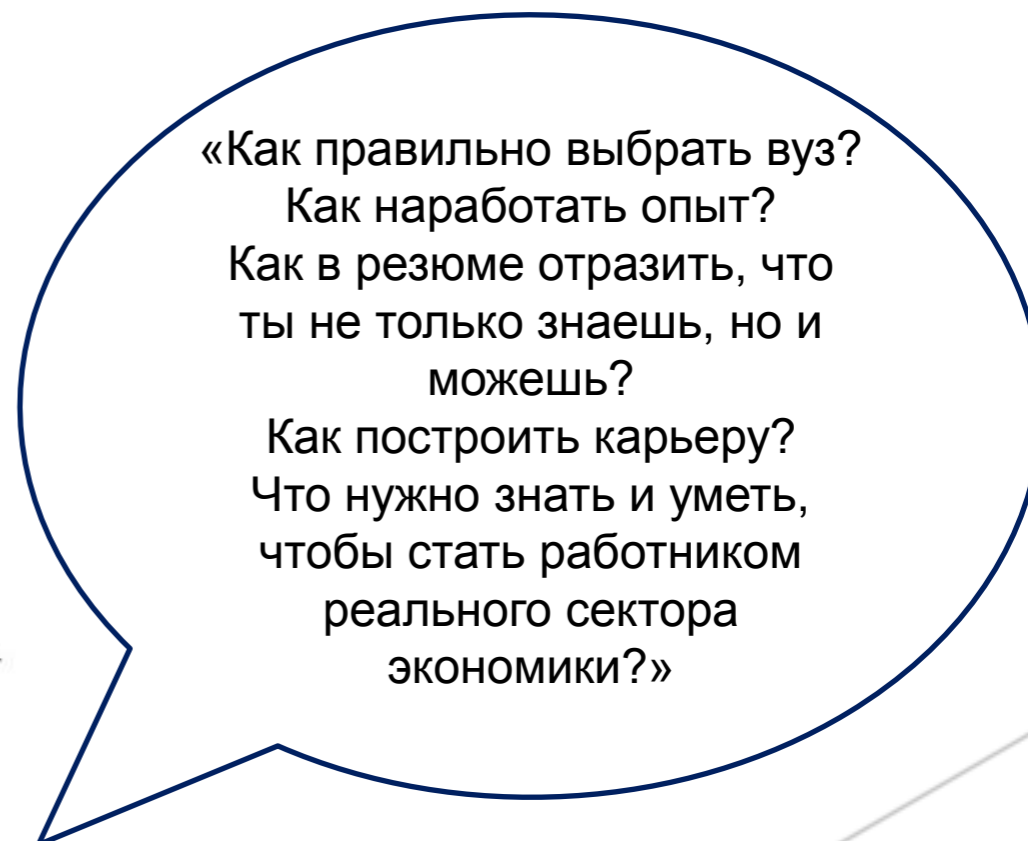 «Как правильно выбрать вуз?
Как наработать опыт?
Как в резюме отразить, что
ты не только знаешь, но и
можешь?
Как построить карьеру?
Что нужно знать и уметь,
чтобы стать работником
реального сектора
экономики?»